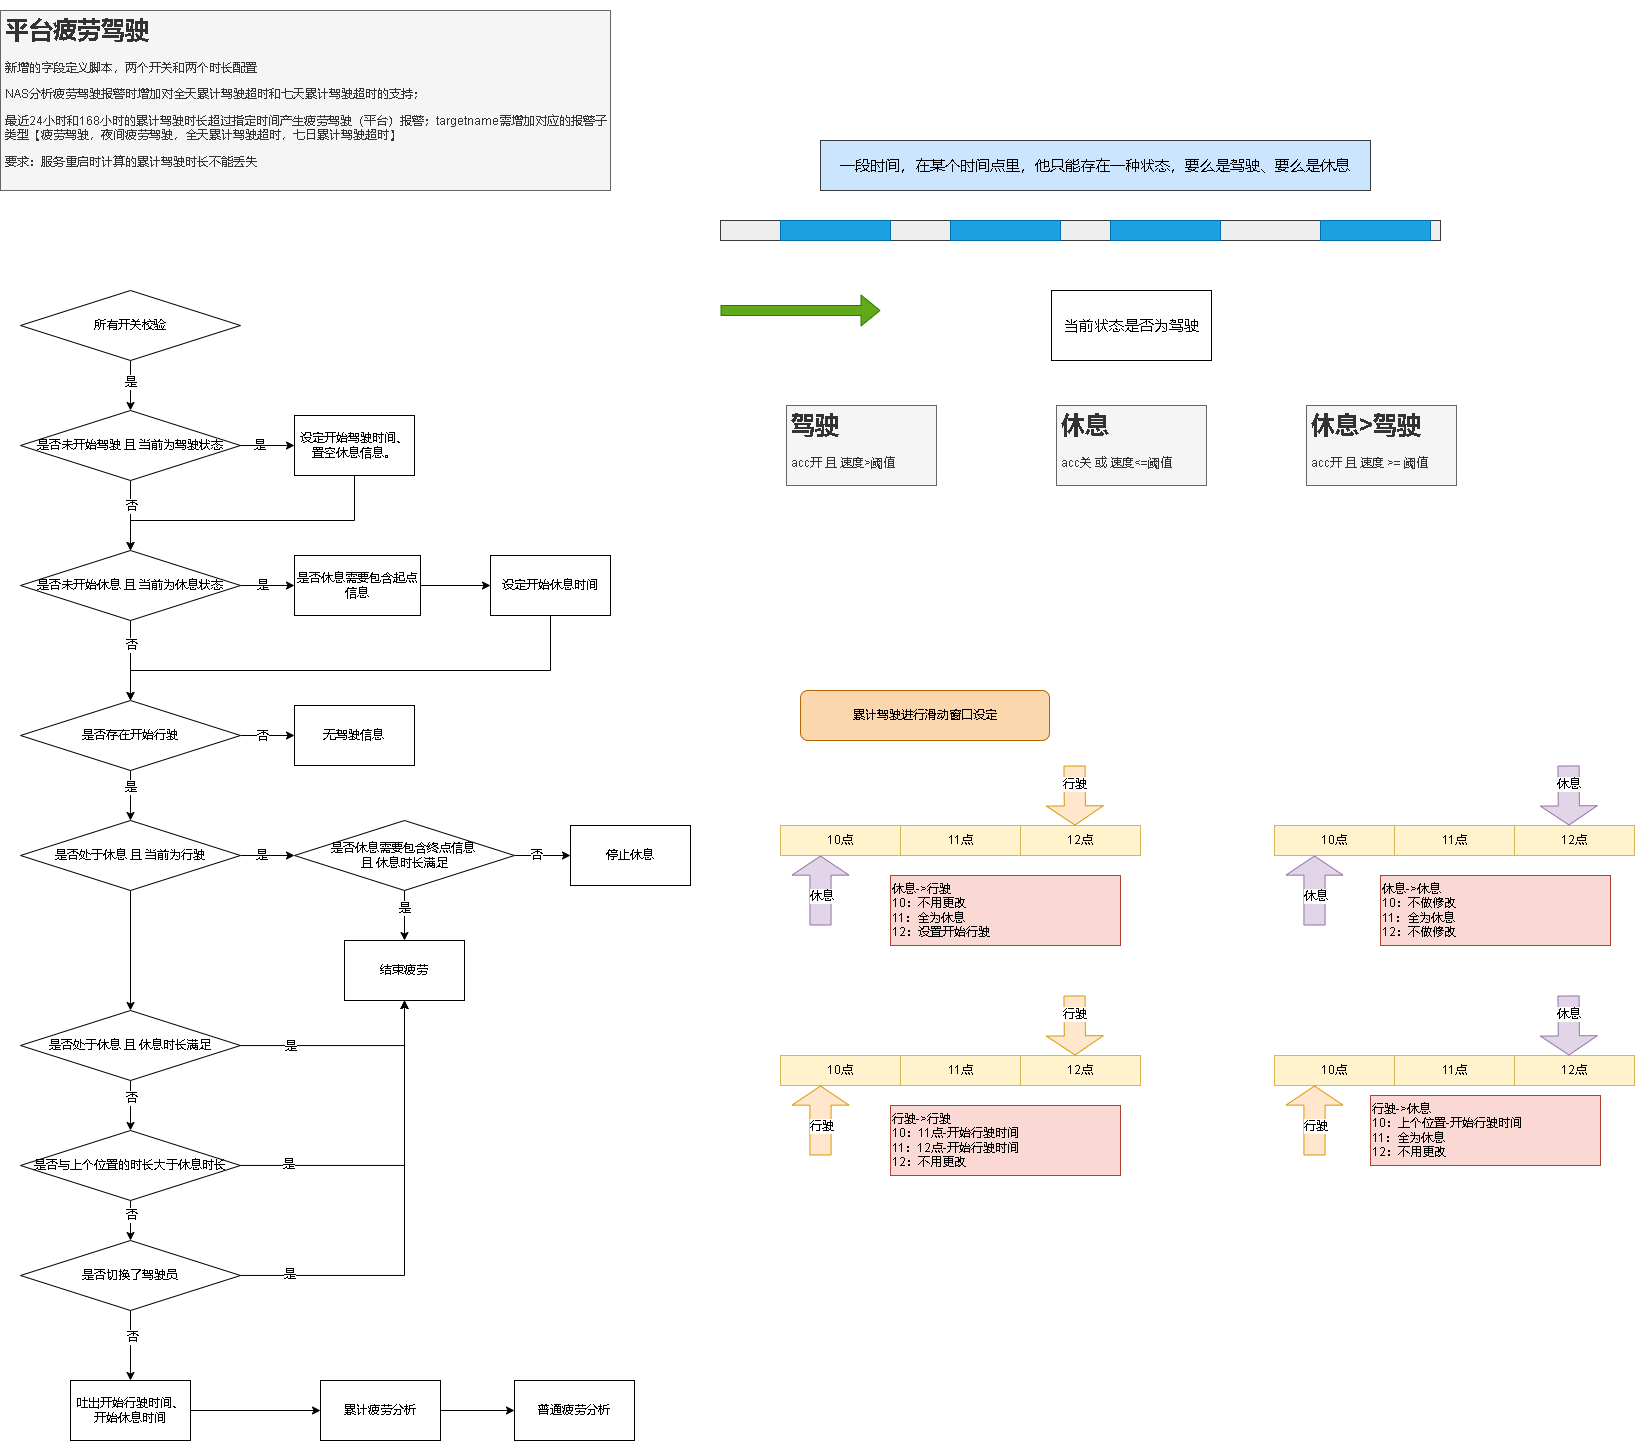 平台疲劳驾驶
新增的字段定义脚本，两个开关和两个时长配置
NAS分析疲劳驾驶报警时增加对全天累计驾驶超时和七天累计驾驶超时的支持；
最近24小时和168小时的累计驾驶时长超过指定时间产生疲劳驾驶（平台）报警；targetname需增加对应的报警子
类型【疲劳驾驶，夜间疲劳驾驶，全天累计驾驶超时，七日累计驾驶超时】
要求：服务重启时计算的累计驾驶时长不能丢失
一段时间，在某个时间点里，他只能存在一种状态，要么是驾驶、要么是休息
当前状态是否为驾驶
驾驶
acc开 且 速度>阈值
休息
acc关 或 速度<=阈值
休息>驾驶
acc开 且 速度 >= 阈值
所有开关校验
是
是否未开始驾驶 且 当前为驾驶状态
是
设定开始驾驶时间、
置空休息信息。
否
是否未开始休息 且 当前为休息状态
是
是否休息需要包含起点
信息
设定开始休息时间
否
是否存在开始行驶
否
无驾驶信息
是
是否处于休息 且 当前为行驶
是
是否休息需要包含终点信息
且 休息时长满足
否
停止休息
是
结束疲劳
是否处于休息 且 休息时长满足
是
否
是否与上个位置的时长大于休息时长
是
否
是否切换了驾驶员
是
否
吐出开始行驶时间、
开始休息时间
累计疲劳分析
普通疲劳分析
累计驾驶进行滑动窗口设定
行驶
10点
11点
12点
休息
休息->行驶
10：不用更改
11：全为休息
12：设置开始行驶
休息
10点
11点
12点
休息
休息->休息
10：不做修改
11：全为休息
12：不做修改
行驶
10点
11点
12点
行驶
行驶->行驶
10：11点-开始行驶时间
11：12点-开始行驶时间
12：不用更改
休息
10点
11点
12点
行驶
行驶->休息
10：上个位置-开始行驶时间
11：全为休息
12：不用更改